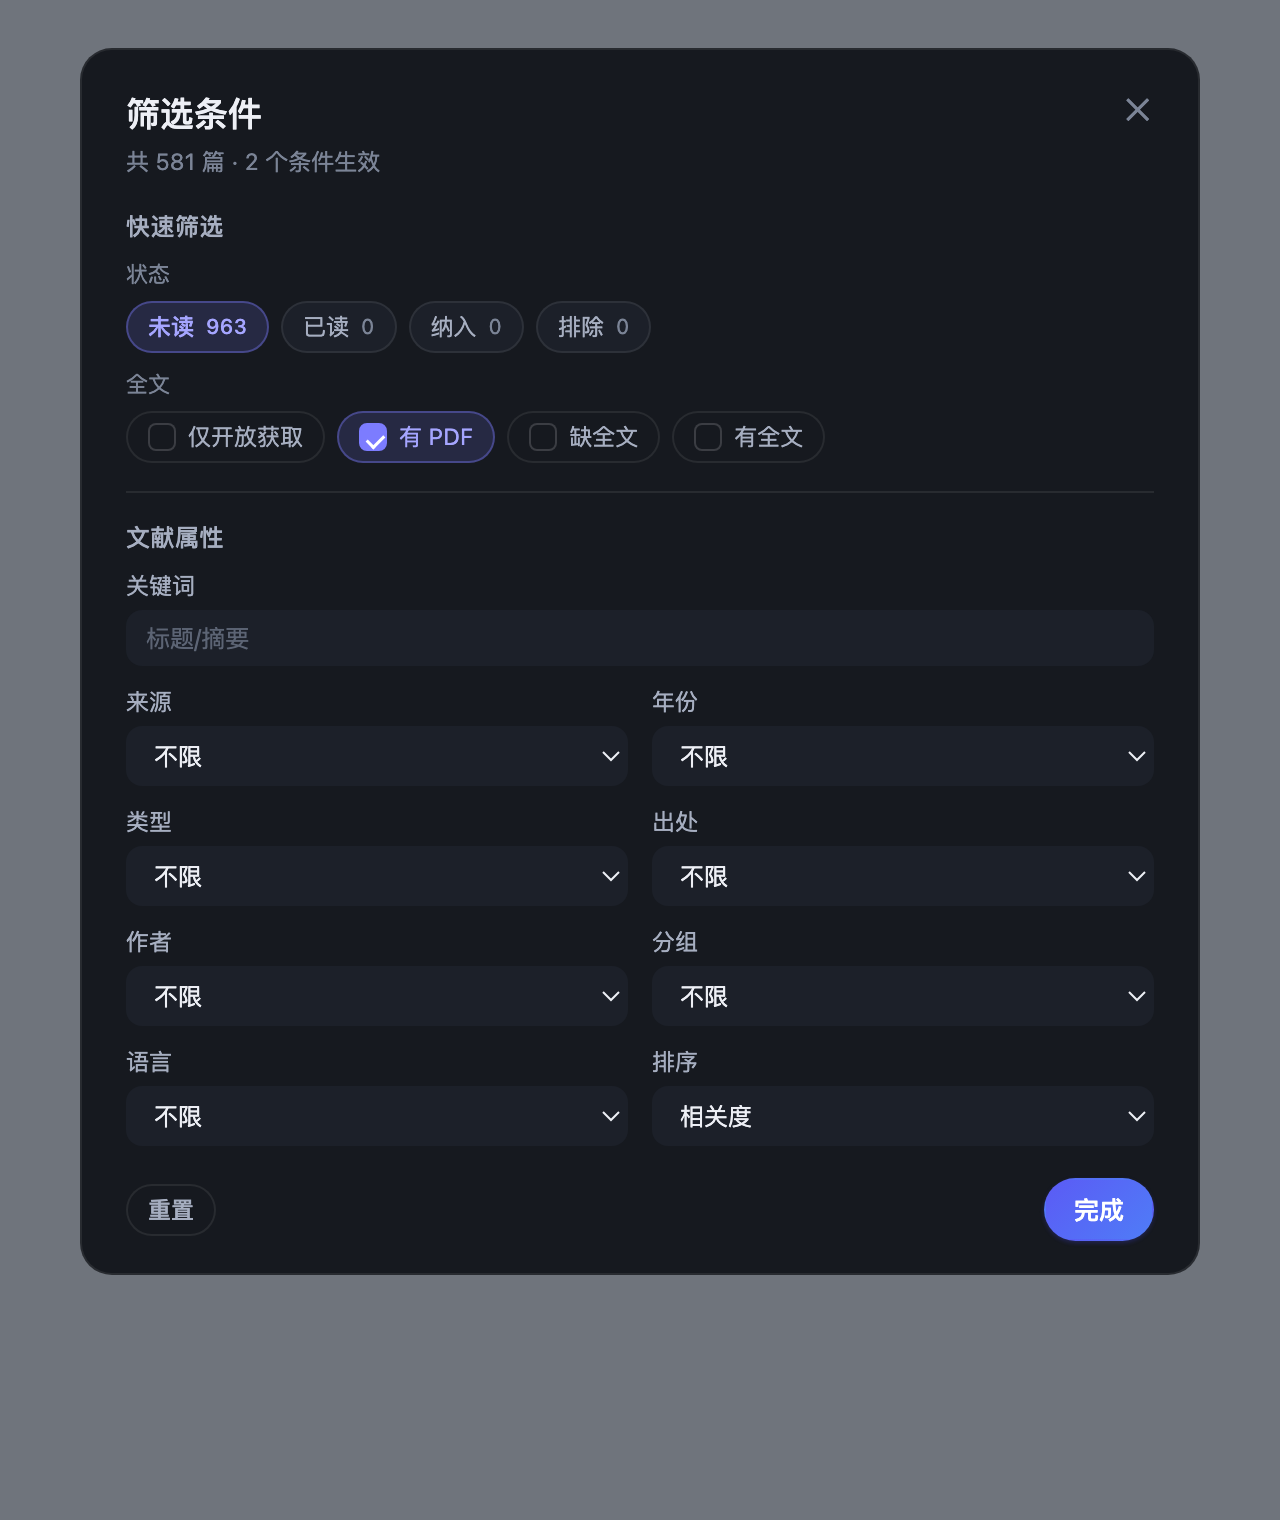 筛选条件
共 581 篇 · 2 个条件生效
快速筛选
状态
未读 963 已读 0 纳入 0 排除 0
全文
仅开放获取 有 PDF 缺全文 有全文
文献属性
关键词
标题/摘要
来源 年份
不限 不限
类型 出处
不限 不限
作者 分组
不限 不限
语言 排序
不限 相关度
重置 完成